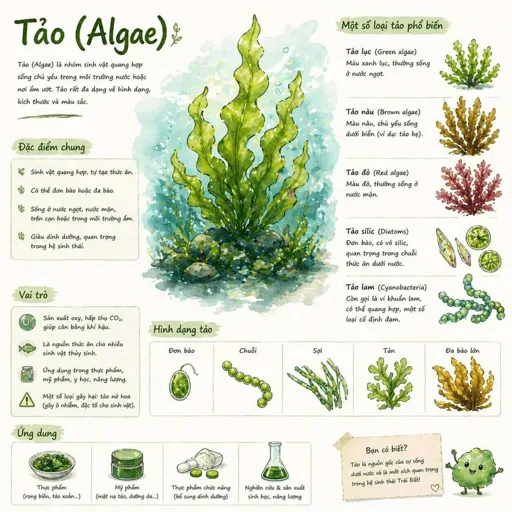 Tảo (Algae)
Tảo (Algae) là nhóm sinh vật quang hợp
sống chủ yếu trong môi trường nước hoặc
nơi ẩm ướt. Tảo rất đa dạng về hình dạng,
kích thước và màu sắc.
Đặc điểm chung
Sinh vật quang hợp, tự tạo thức ăn.
Có thể đơn bào hoặc đa bào.
Sống ở nước ngọt, nước mặn,
trên cạn hoặc trong môi trường ẩm.
Giàu dinh dưỡng, quan trọng
trong hệ sinh thái.
Vai trò
Sản xuất oxy, hấp thụ CO₂,
giúp cân bằng khí hậu.
Là nguồn thức ăn cho nhiều
sinh vật thủy sinh.
Ứng dụng trong thực phẩm,
mỹ phẩm, y học, năng lượng.
Một số loại gây hại: tảo nở hoa
(gây ô nhiễm, độc tố cho sinh vật).
Một số loại tảo phổ biến
Tảo lục (Green algae)
Màu xanh lục, thường sống
ở nước ngọt.
Tảo nâu (Brown algae)
Màu nâu, chủ yếu sống
dưới biển (ví dụ: tảo bẹ).
Tảo đỏ (Red algae)
Màu đỏ, thường sống ở
nước mặn.
Tảo silic (Diatoms)
Đơn bào, có vỏ silic,
quan trọng trong chuỗi
thức ăn dưới nước.
Tảo lam (Cyanobacteria)
Còn gọi là vi khuẩn lam,
có thể quang hợp, một số
loại cố định đạm.
Hình dạng tảo
Đơn bào
Chuỗi
Sợi
Tản
Đa bào lớn
Ứng dụng
Thực phẩm
(rong biển, tảo xoắn...)
Mỹ phẩm
(mặt nạ tảo, dưỡng da...)
Thực phẩm chức năng
(bổ sung dinh dưỡng)
Nghiên cứu & sản xuất
sinh học, năng lượng
Bạn có biết?
Tảo là nguồn gốc của sự sống
dưới nước và là mắt xích quan trọng
trong hệ sinh thái Trái Đất!